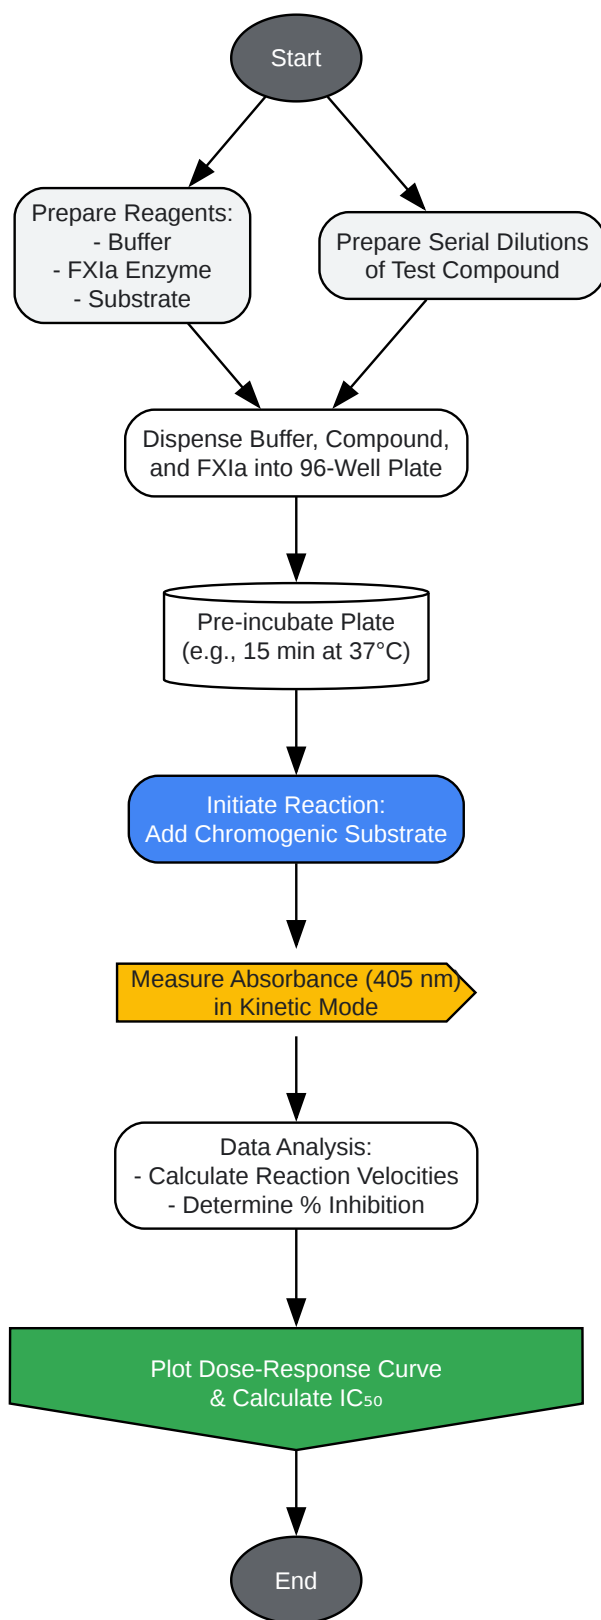 Start
Prepare Reagents:
- Buffer
- FXIa Enzyme
- Substrate
Prepare Serial Dilutions
of Test Compound
Dispense Buffer, Compound,
and FXIa into 96-Well Plate
Pre-incubate Plate
(e.g., 15 min at 37°C)
Initiate Reaction:
Add Chromogenic Substrate
Measure Absorbance (405 nm)
in Kinetic Mode
Data Analysis:
- Calculate Reaction Velocities
- Determine % Inhibition
Plot Dose-Response Curve
& Calculate IC₅₀
End